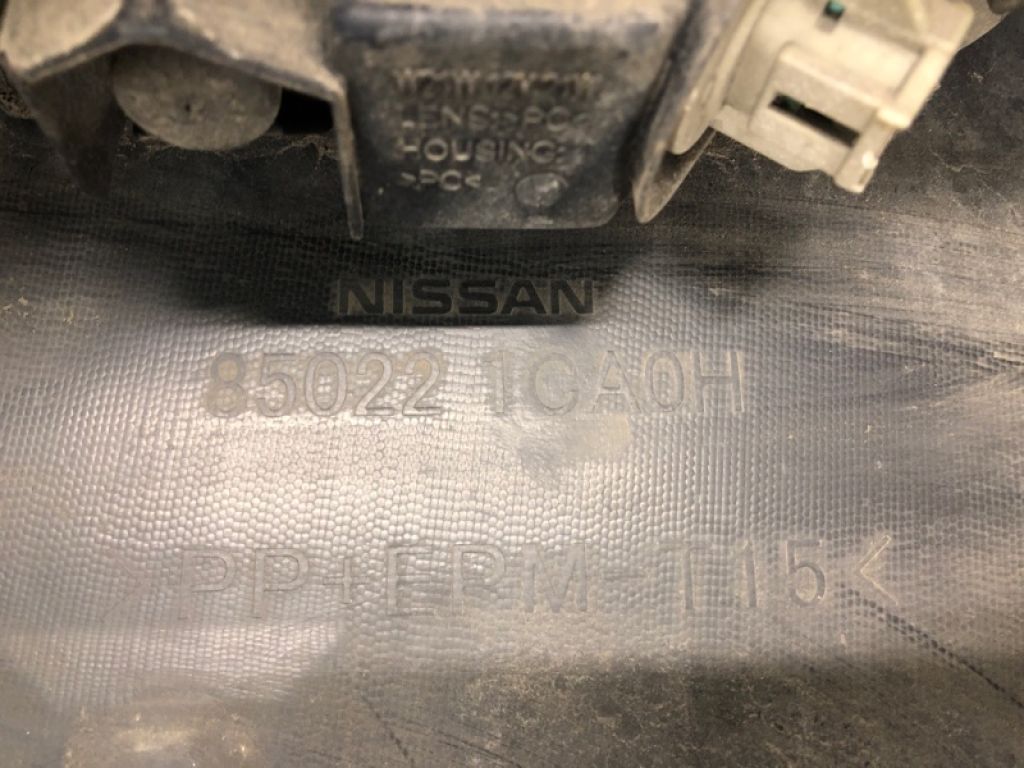 LENS:>PC<
HOUSING:
>PC<
NISSAN
85022 1CA0H
>PP+EPM-T15<